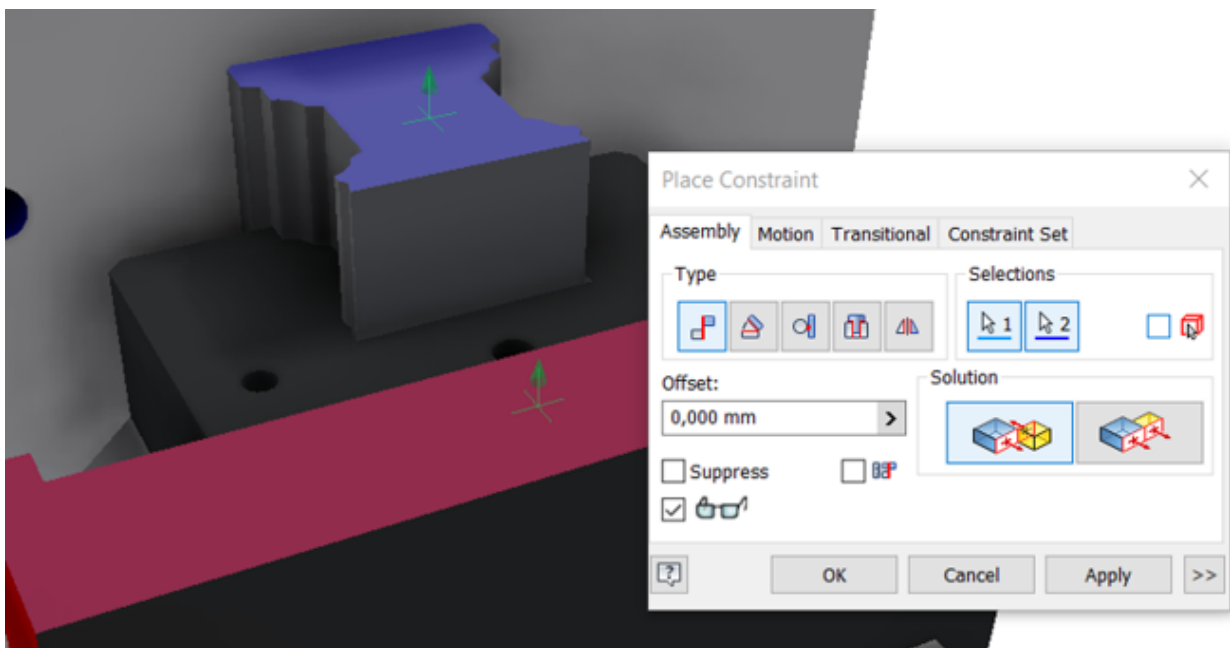 Place Constraint
Assembly Motion Transitional Constraint Set
Type
Selections
1 2
Offset:
0,000 mm
Solution
Suppress
? OK Cancel Apply >>